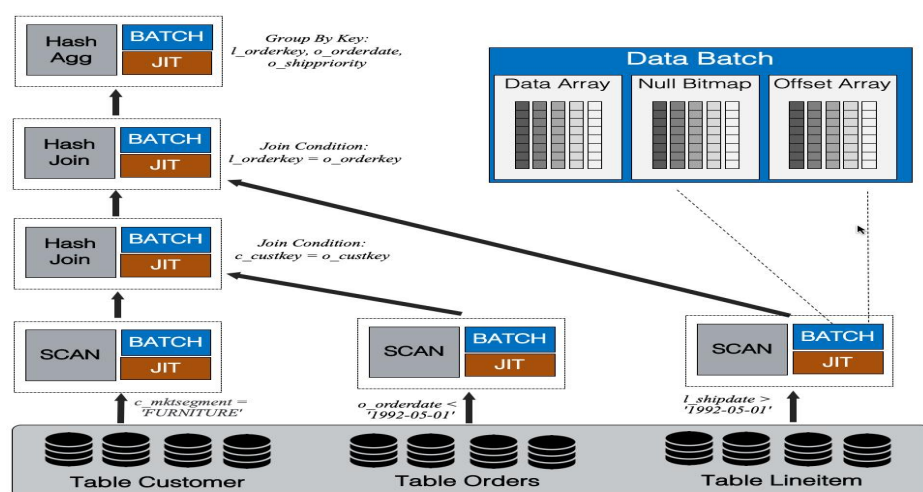 Hash
Agg
BATCH
JIT
Group By Key:
l_orderkey, o_orderdate,
o_shippriority
Data Batch
Data Array
Null Bitmap
Offset Array
Hash
Join
BATCH
JIT
Join Condition:
l_orderkey = o_orderkey
Hash
Join
BATCH
JIT
Join Condition:
c_custkey = o_custkey
SCAN
BATCH
JIT
SCAN
BATCH
JIT
SCAN
BATCH
JIT
c_mktsegment =
'FURNITURE'
o_orderdate <
'1992-05-01'
l_shipdate >
'1992-05-01'
Table Customer
Table Orders
Table Lineitem